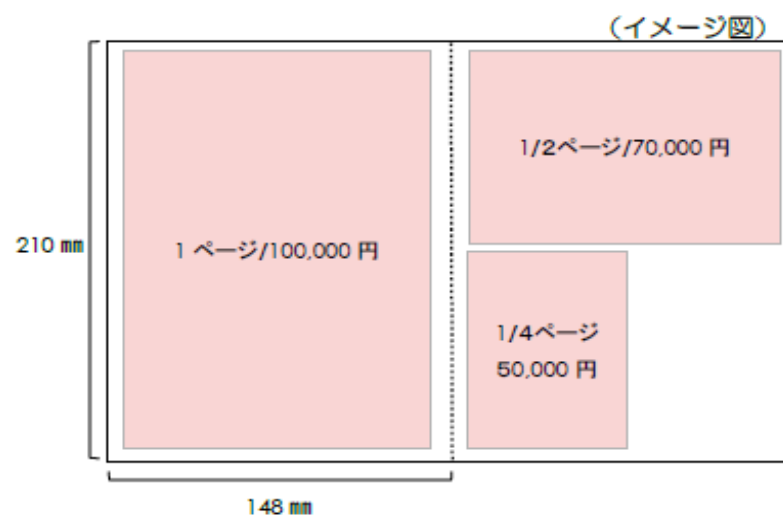 （イメージ図）
210 ㎜
1 ページ/100,000 円
1/2ページ/70,000 円
1/4ページ
50,000 円
148 ㎜